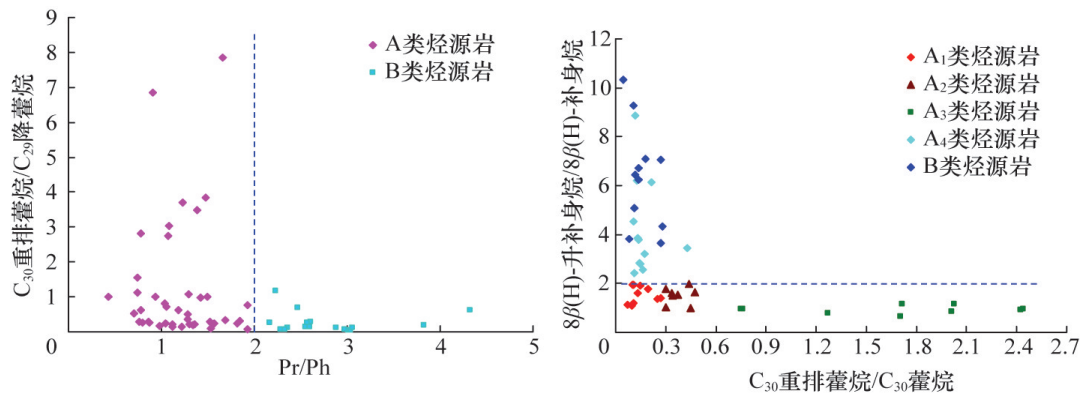 9
8
7
6
5
4
3
2
1
0
1 2 3 4 5
Pr/Ph
C₃₀重排藿烷/C₂₉降藿烷
A类烃源岩
B类烃源岩
12
10
8
6
4
2
0 0.3 0.6 0.9 1.2 1.5 1.8 2.1 2.4 2.7
C₃₀重排藿烷/C₃₀藿烷
8β(H)-升补身烷/8β(H)-补身烷
A₁类烃源岩
A₂类烃源岩
A₃类烃源岩
A₄类烃源岩
B类烃源岩